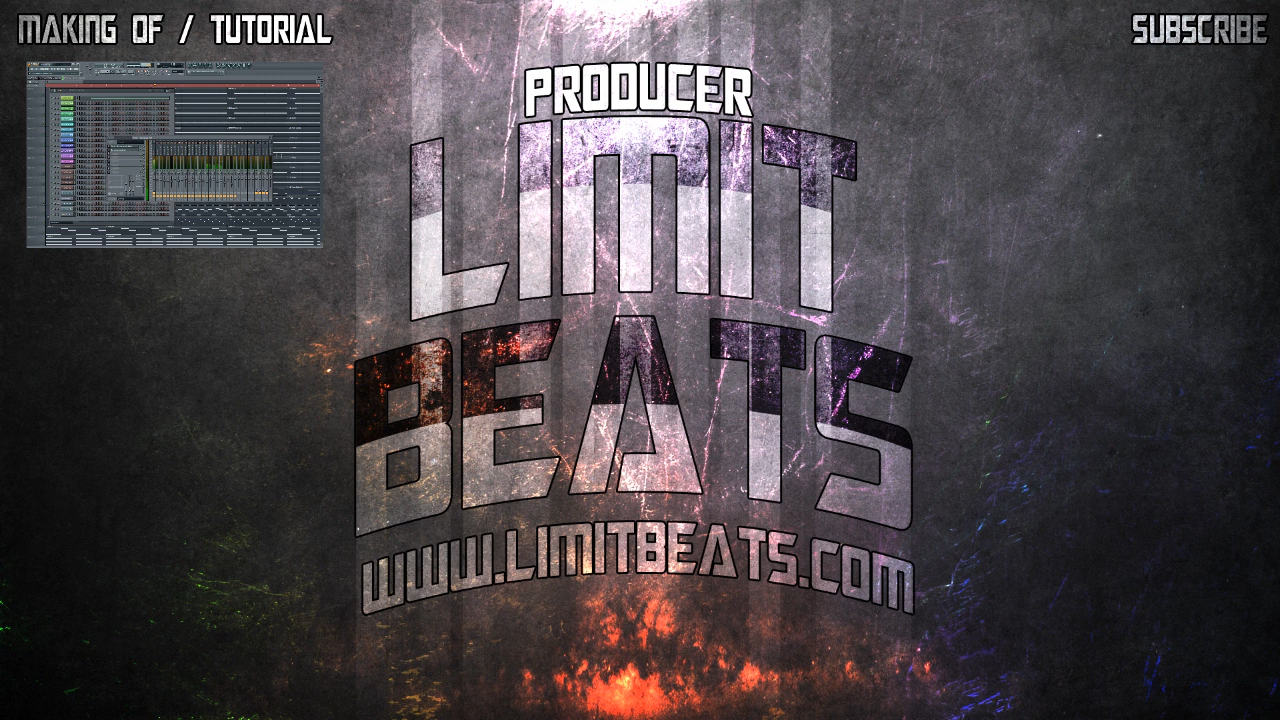 MAKING OF / TUTORIAL
SUBSCRIBE
PRODUCER
LIMIT
BEATS
WWW.LIMITBEATS.COM